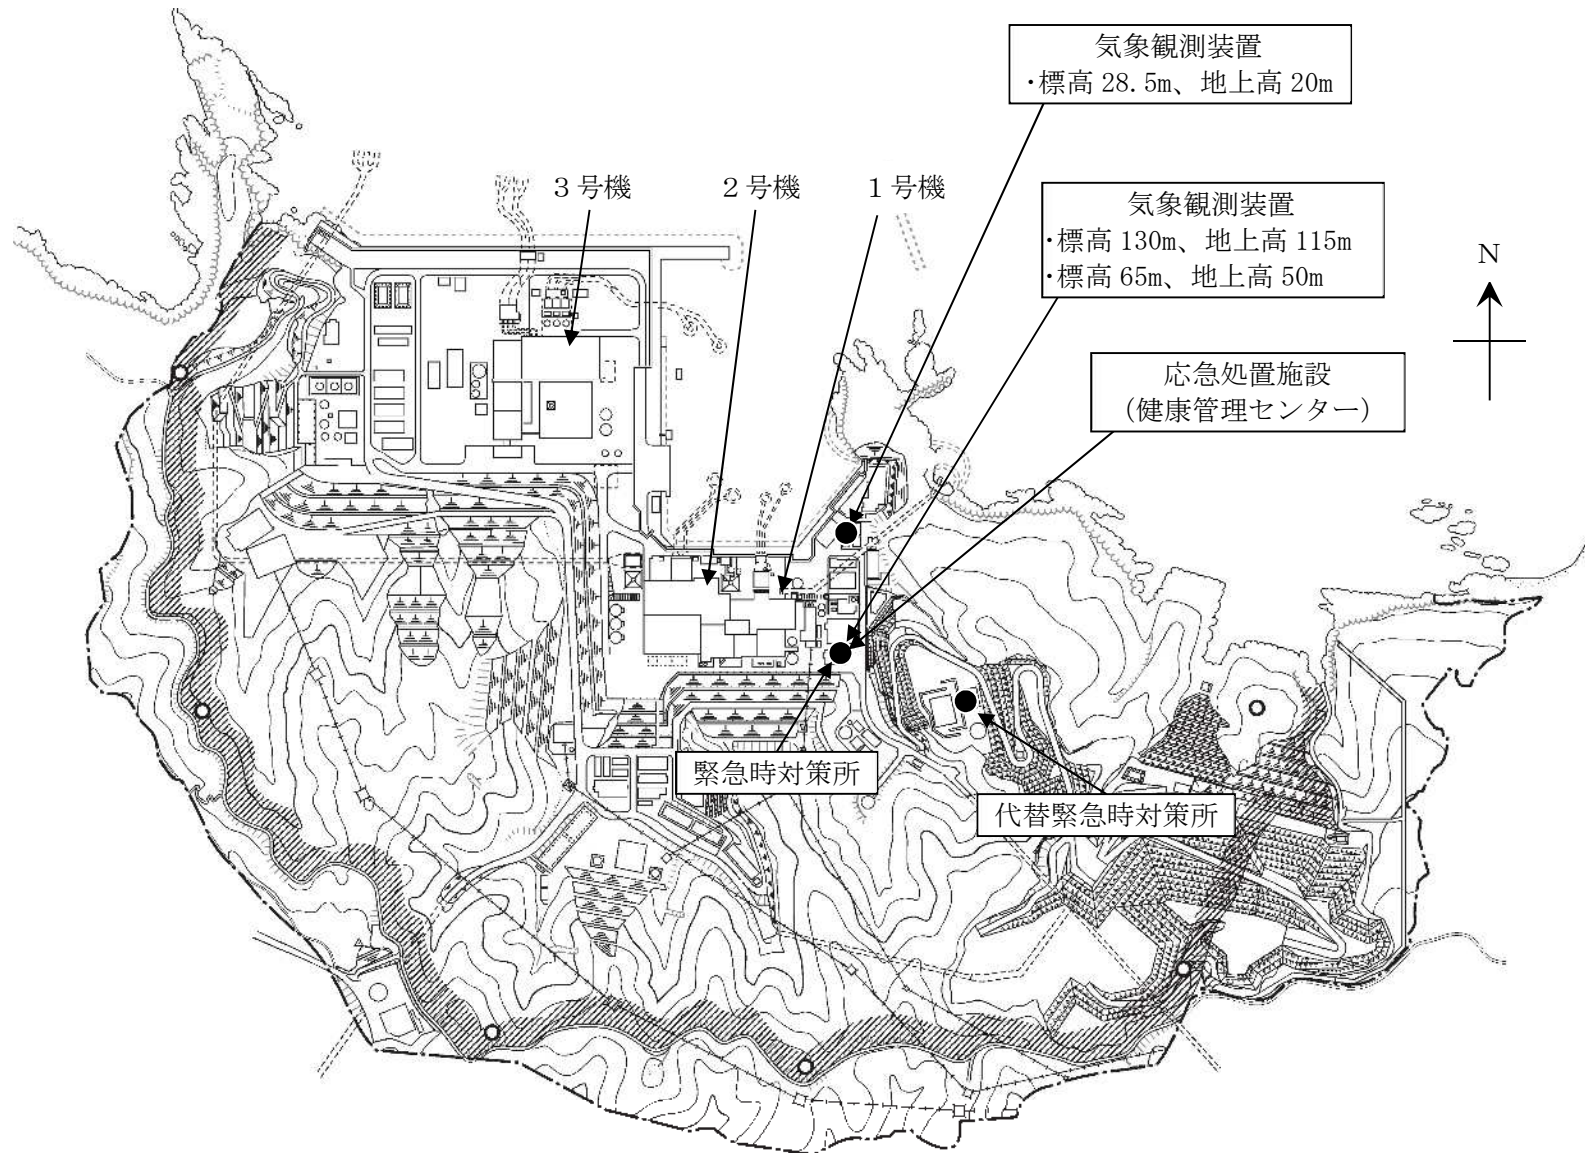 気象観測装置
・標高 28.5m、地上高 20m
3号機
2号機
1号機
気象観測装置
・標高 130m、地上高 115m
・標高 65m、地上高 50m
N
応急処置施設
(健康管理センター)
緊急時対策所
代替緊急時対策所